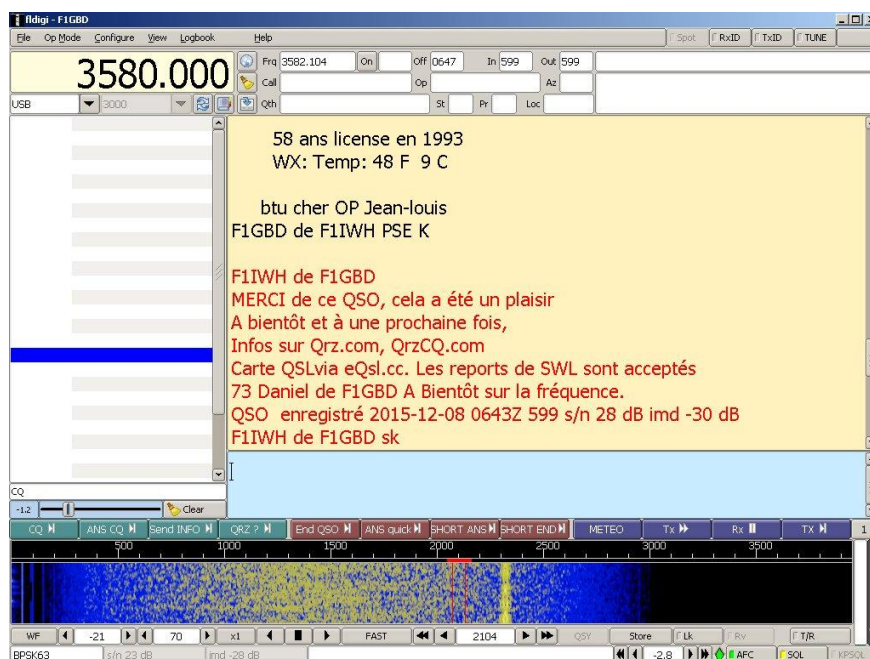 fldigi - F1GBD
File Op Mode Configure View Logbook Help Spot RxID TxID TUNE
3580.000
Frq 3582.104 On Off 0647 In 599 Out 599
Call Op Az
USB 3000 Qth St Pr Loc
58 ans license en 1993
WX: Temp: 48 F 9 C
btu cher OP Jean-louis
F1GBD de F1IWH PSE K
F1IWH de F1GBD
MERCI de ce QSO, cela a été un plaisir
A bientôt et à une prochaine fois,
Infos sur Qrz.com, QrzCQ.com
Carte QSLvia eQsl.cc. Les reports de SWL sont acceptés
73 Daniel de F1GBD A Bientôt sur la fréquence.
QSO enregistré 2015-12-08 0643Z 599 s/n 28 dB imd -30 dB
F1IWH de F1GBD sk
CQ
-1.2 Clear
CQ ANS CQ Send INFO QRZ ? End QSO ANS quick SHORT ANS SHORT END METEO Tx Rx TX 1
500 1000 1500 2000 2500 3000 3500
WF -21 70 x1 FAST 2104 QSY Store Lk Rv T/R
BPSK63 s/n 23 dB imd -28 dB -2.8 AFC SQL KPSQL